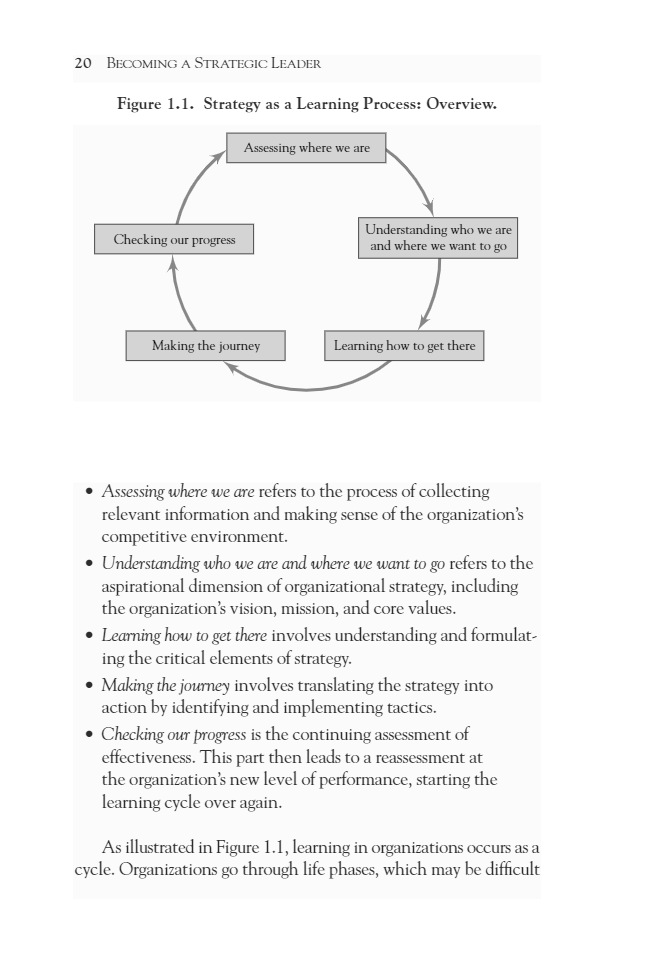 20 BECOMING A STRATEGIC LEADER
Figure 1.1. Strategy as a Learning Process: Overview.
Assessing where we are
Understanding who we are
and where we want to go
Checking our progress
Making the journey
Learning how to get there
• Assessing where we are refers to the process of collecting
relevant information and making sense of the organization’s
competitive environment.
• Understanding who we are and where we want to go refers to the
aspirational dimension of organizational strategy, including
the organization’s vision, mission, and core values.
• Learning how to get there involves understanding and formulat-
ing the critical elements of strategy.
• Making the journey involves translating the strategy into
action by identifying and implementing tactics.
• Checking our progress is the continuing assessment of
effectiveness. This part then leads to a reassessment at
the organization’s new level of performance, starting the
learning cycle over again.
As illustrated in Figure 1.1, learning in organizations occurs as a
cycle. Organizations go through life phases, which may be difficult